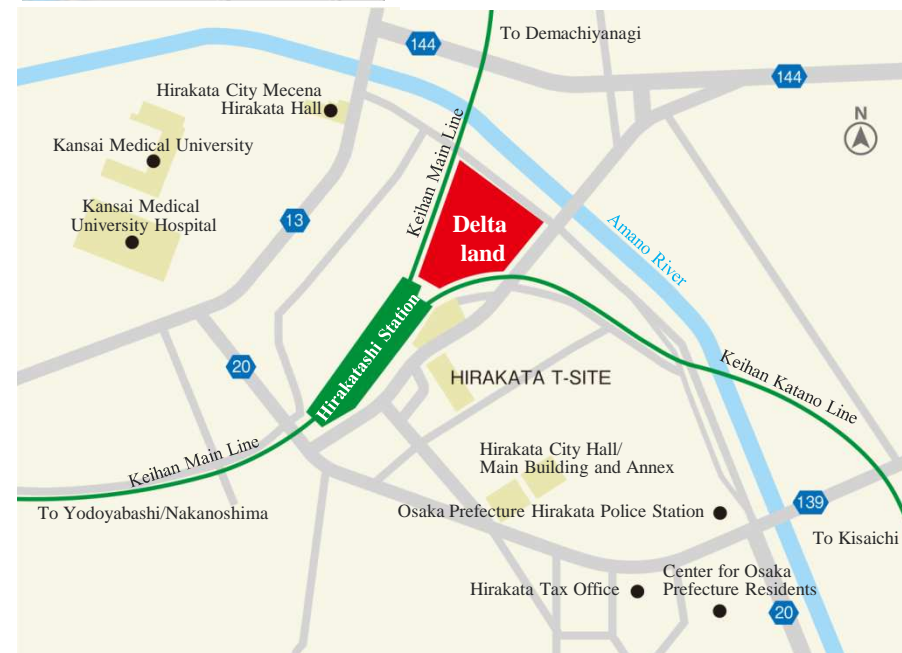 To Demachiyanagi
144
144
Hirakata City Mecena
Hirakata Hall
N
Kansai Medical University
Keihan Main Line
Kansai Medical
University Hospital
13
Delta
land
Amano River
Hirakatashi Station
20
HIRAKATA T-SITE
Keihan Katano Line
Keihan Main Line
Hirakata City Hall/
Main Building and Annex
To Yodoyabashi/Nakanoshima
Osaka Prefecture Hirakata Police Station
139
To Kisaichi
Hirakata Tax Office
Center for Osaka
Prefecture Residents
20